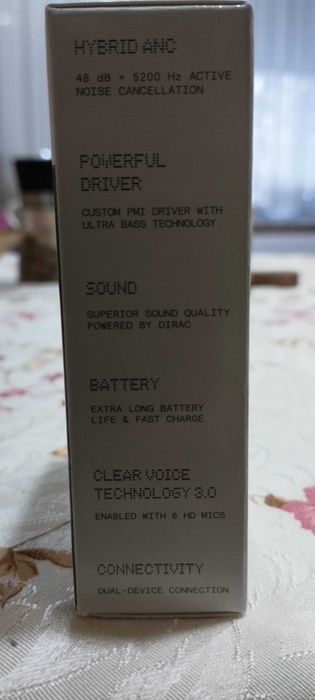 HYBRID ANC
48 dB + 5200 Hz ACTIVE
NOISE CANCELLATION
POWERFUL
DRIVER
CUSTOM PMI DRIVER WITH
ULTRA BASS TECHNOLOGY
SOUND
SUPERIOR SOUND QUALITY
POWERED BY DIRAC
BATTERY
EXTRA LONG BATTERY
LIFE & FAST CHARGE
CLEAR VOICE
TECHNOLOGY 3.0
ENABLED WITH 6 HD MICS
CONNECTIVITY
DUAL-DEVICE CONNECTION